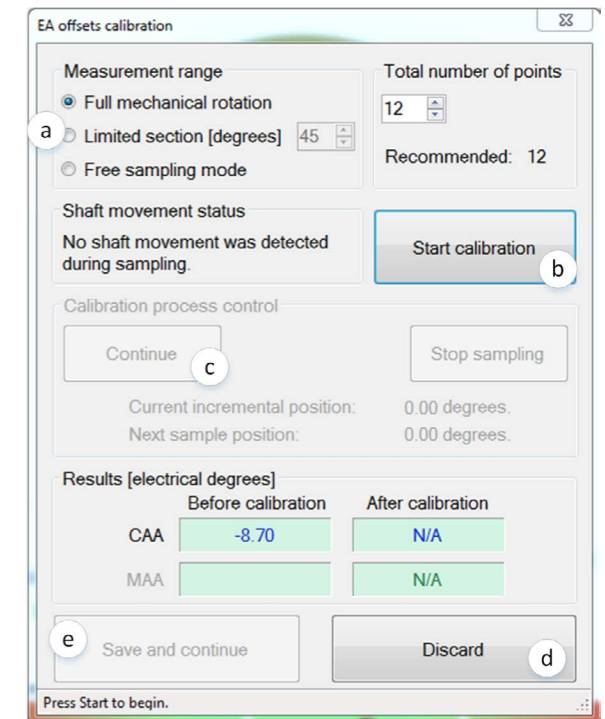 EA offsets calibration
Measurement range
Full mechanical rotation
a
Limited section [degrees] 45
Free sampling mode
Total number of points
12
Recommended: 12
Shaft movement status
No shaft movement was detected
during sampling.
Start calibration
b
Calibration process control
Continue
c
Stop sampling
Current incremental position: 0.00 degrees.
Next sample position: 0.00 degrees.
Results [electrical degrees]
Before calibration After calibration
CAA -8.70 N/A
MAA N/A
e
Save and continue
Discard
d
Press Start to begin.